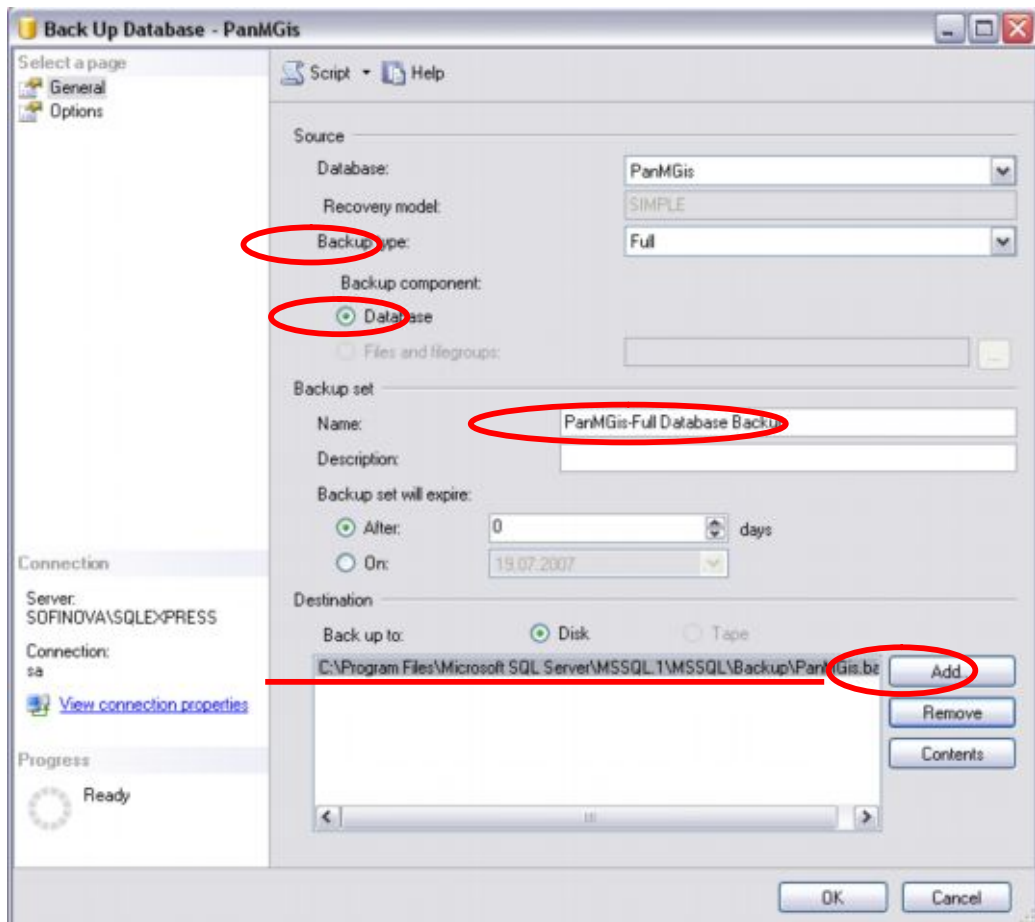 Back Up Database - PanMGis
Select a page
General
Options
Script Help
Source
Database: PanMGis
Recovery model: SIMPLE
Backup type: Full
Backup component:
Database
Files and filegroups: ...
Backup set
Name: PanMGis-Full Database Backup
Description:
Backup set will expire:
After: 0 days
On: 19.07.2007
Destination
Back up to: Disk Tape
C:\Program Files\Microsoft SQL Server\MSSQL.1\MSSQL\Backup\PanMGis.ba
Add...
Remove
Contents
Connection
Server:
SOFINOVA\SQLEXPRESS
Connection:
sa
View connection properties
Progress
Ready
OK Cancel